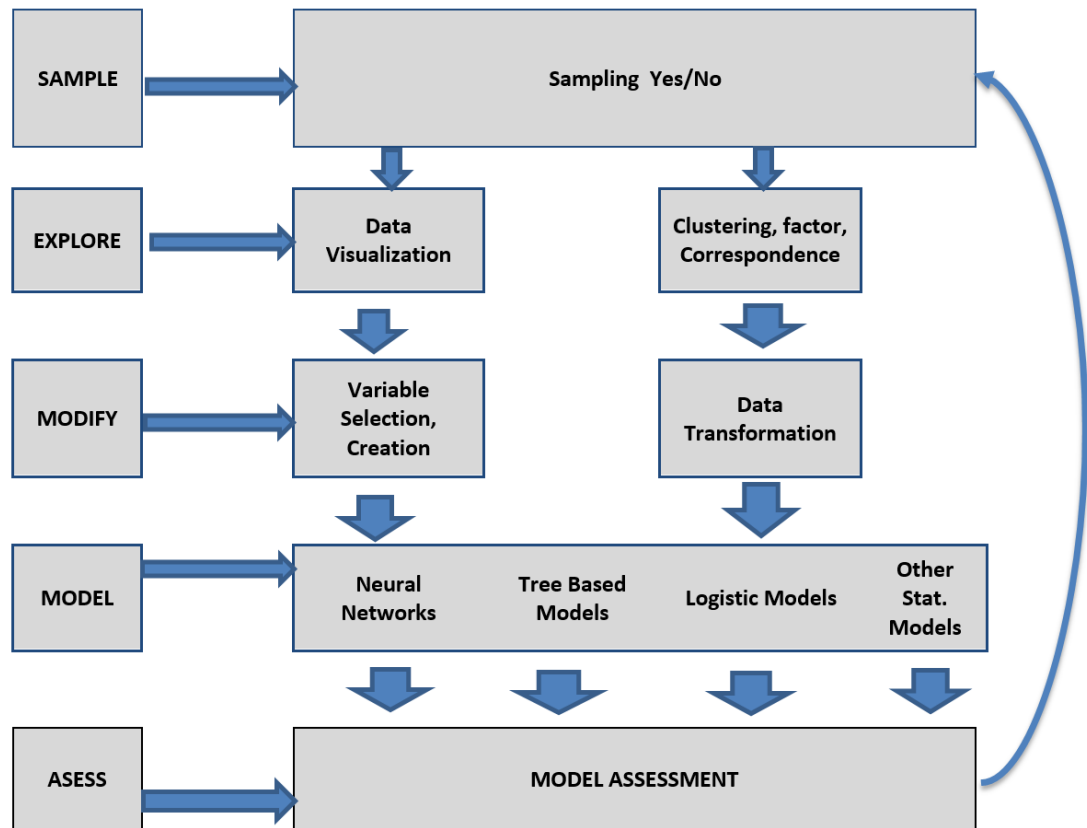 SAMPLE
Sampling Yes/No
EXPLORE
Data
Visualization
Clustering, factor,
Correspondence
MODIFY
Variable
Selection,
Creation
Data
Transformation
MODEL
Neural
Networks
Tree Based
Models
Logistic Models
Other
Stat.
Models
ASESS
MODEL ASSESSMENT